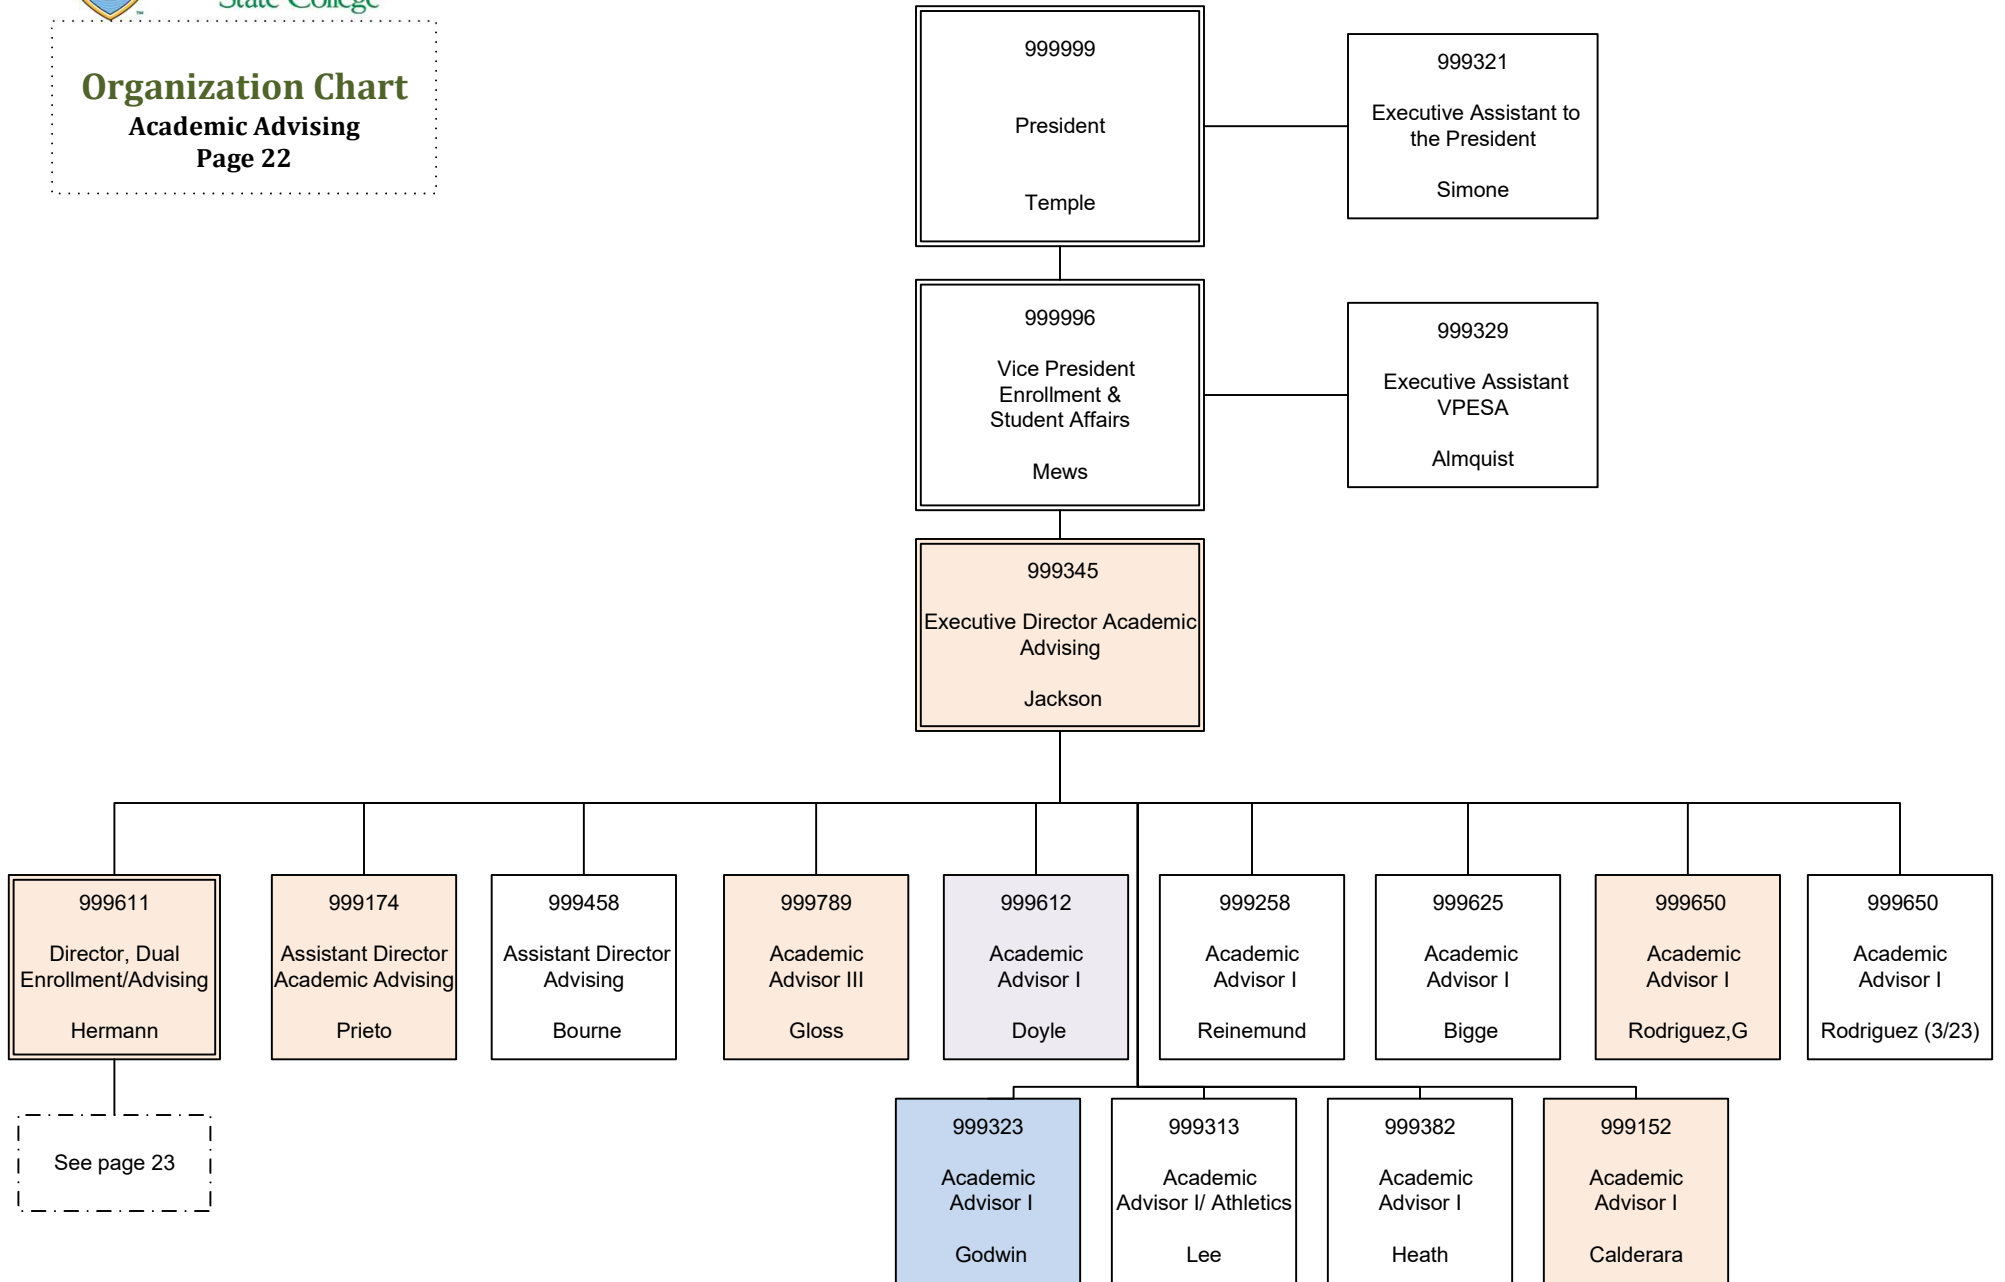 State College
™
Organization Chart
Academic Advising
Page 22
999999
President
Temple
999321
Executive Assistant to
the President
Simone
999996
Vice President
Enrollment &
Student Affairs
Mews
999329
Executive Assistant
VPESA
Almquist
999345
Executive Director Academic
Advising
Jackson
999611
Director, Dual
Enrollment/Advising
Hermann
999174
Assistant Director
Academic Advising
Prieto
999458
Assistant Director
Advising
Bourne
999789
Academic
Advisor III
Gloss
999612
Academic
Advisor I
Doyle
999258
Academic
Advisor I
Reinemund
999625
Academic
Advisor I
Bigge
999650
Academic
Advisor I
Rodriguez,G
999650
Academic
Advisor I
Rodriguez (3/23)
See page 23
999323
Academic
Advisor I
Godwin
999313
Academic
Advisor I/ Athletics
Lee
999382
Academic
Advisor I
Heath
999152
Academic
Advisor I
Calderara